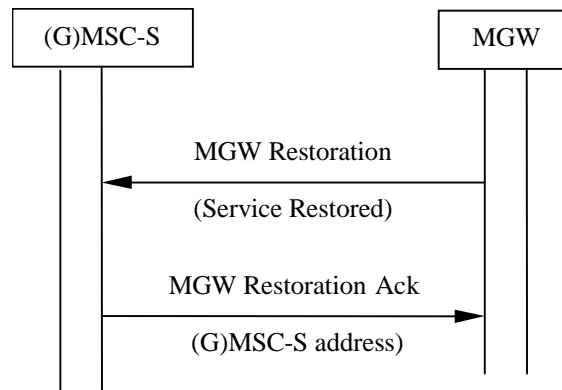 (G)MSC-S
MGW
MGW Restoration
(Service Restored)
MGW Restoration Ack
(G)MSC-S address)